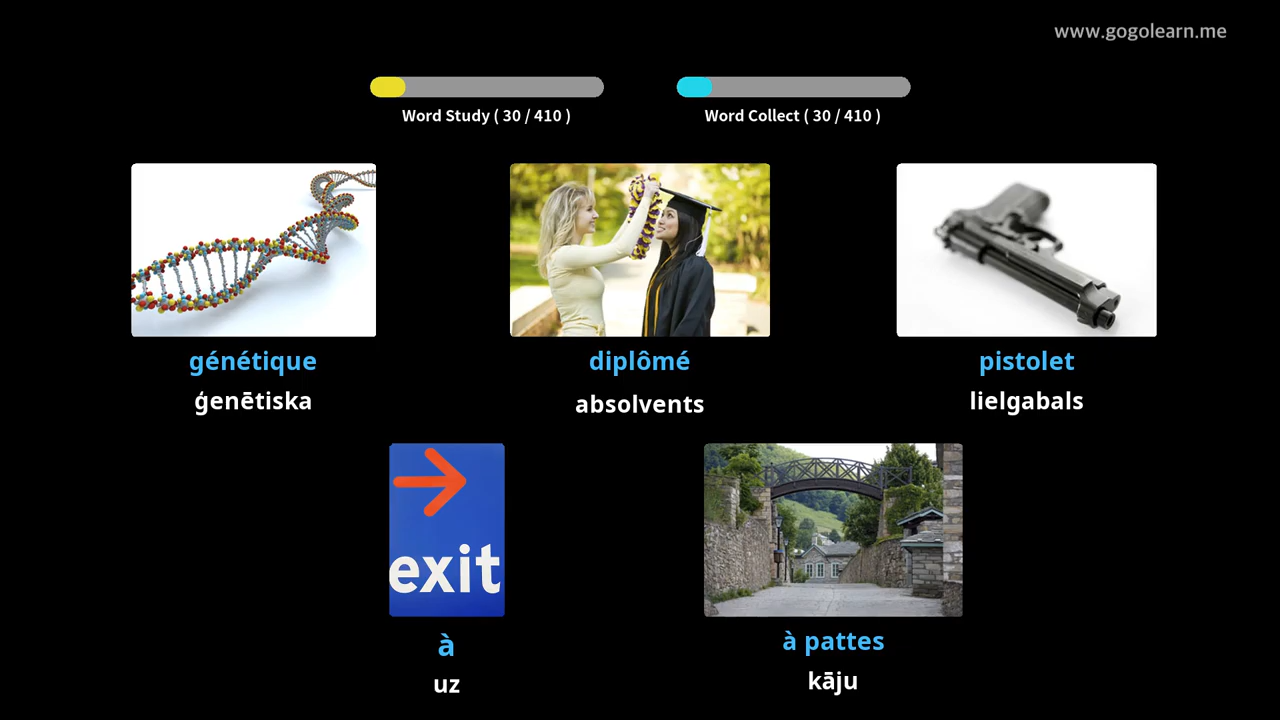 www.gogolearn.me
Word Study ( 30 / 410 )
Word Collect ( 30 / 410 )
génétique
ģenētiska
diplômé
absolvents
pistolet
lielgabals
exit
à
uz
à pattes
kāju